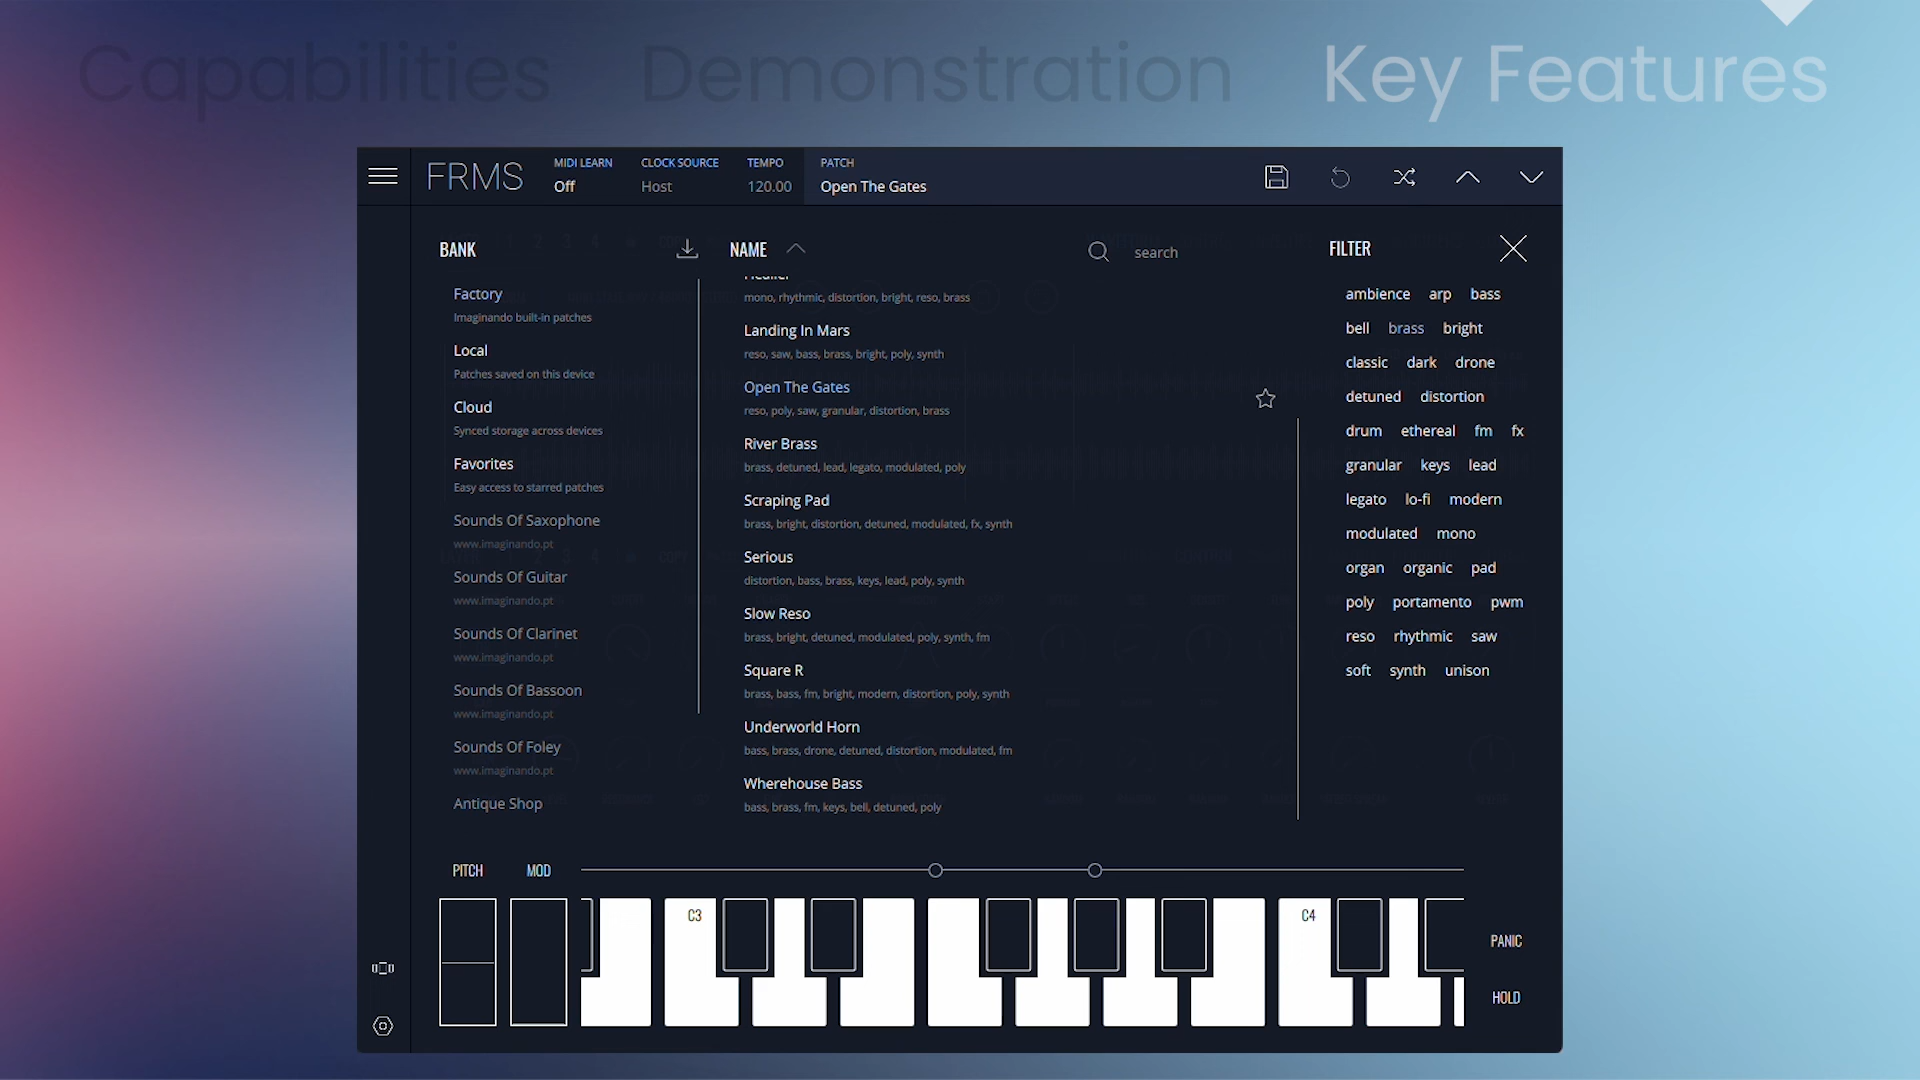 Capabilities Demonstration Key Features
FRMS
MIDI LEARN CLOCK SOURCE TEMPO PATCH
Off Host 120.00 Open The Gates
BANK
Factory
Imaginando built-in patches
Local
Patches saved on this device
Cloud
Synced storage across devices
Favorites
Easy access to starred patches
Sounds Of Saxophone
www.imaginando.pt
Sounds Of Guitar
www.imaginando.pt
Sounds Of Clarinet
www.imaginando.pt
Sounds Of Bassoon
www.imaginando.pt
Sounds Of Foley
www.imaginando.pt
Antique Shop
NAME
search
mono, rhythmic, distortion, bright, reso, brass
Landing In Mars
reso, saw, bass, brass, bright, poly, synth
Open The Gates
reso, poly, saw, granular, distortion, brass
River Brass
brass, detuned, lead, legato, modulated, poly
Scraping Pad
brass, bright, distortion, detuned, modulated, fx, synth
Serious
distortion, bass, brass, keys, lead, poly, synth
Slow Reso
brass, bright, detuned, modulated, poly, synth, fm
Square R
brass, bass, fm, bright, modern, distortion, poly, synth
Underworld Horn
bass, brass, drone, detuned, distortion, modulated, fm
Wherehouse Bass
bass, brass, fm, keys, bell, detuned, poly
FILTER
ambience arp bass
bell brass bright
classic dark drone
detuned distortion
drum ethereal fm fx
granular keys lead
legato lo-fi modern
modulated mono
organ organic pad
poly portamento pwm
reso rhythmic saw
soft synth unison
PITCH MOD
C3 C4
PANIC
HOLD